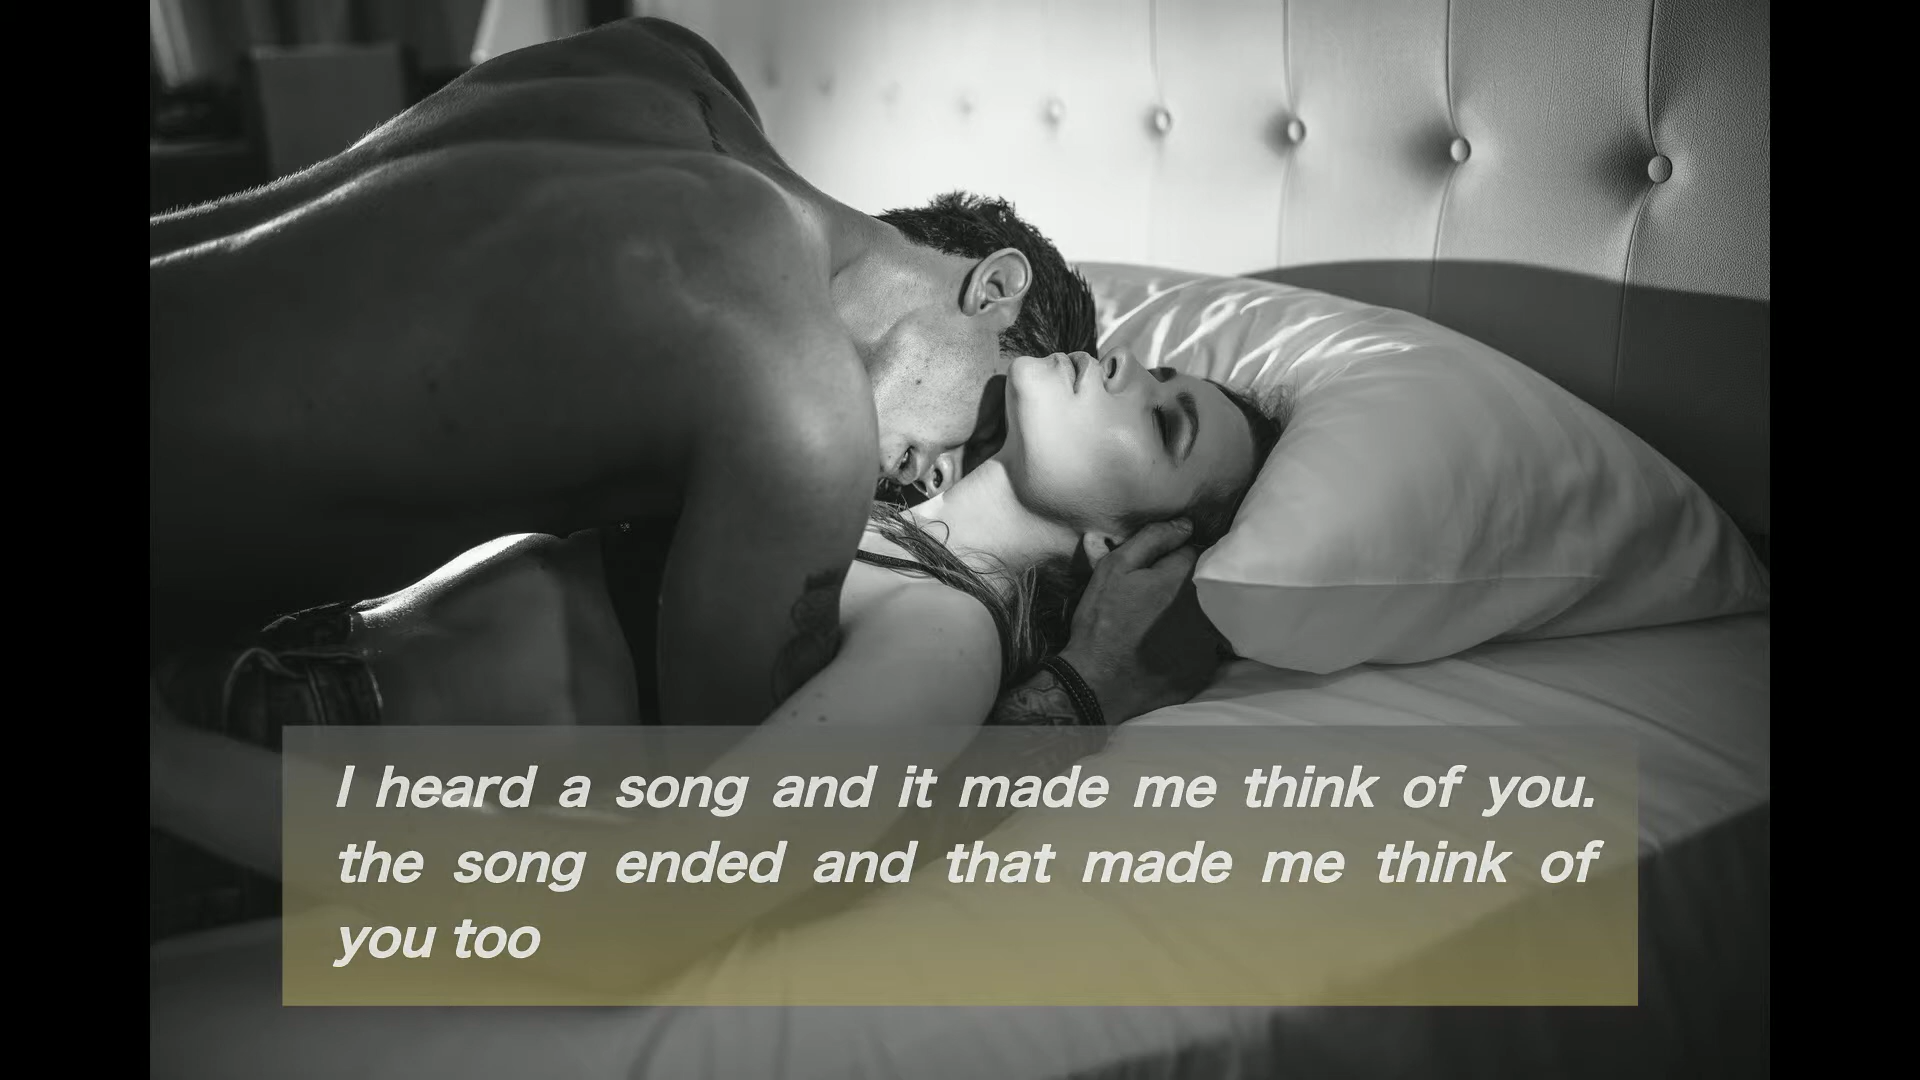 I heard a song and it made me think of you.
the song ended and that made me think of
you too